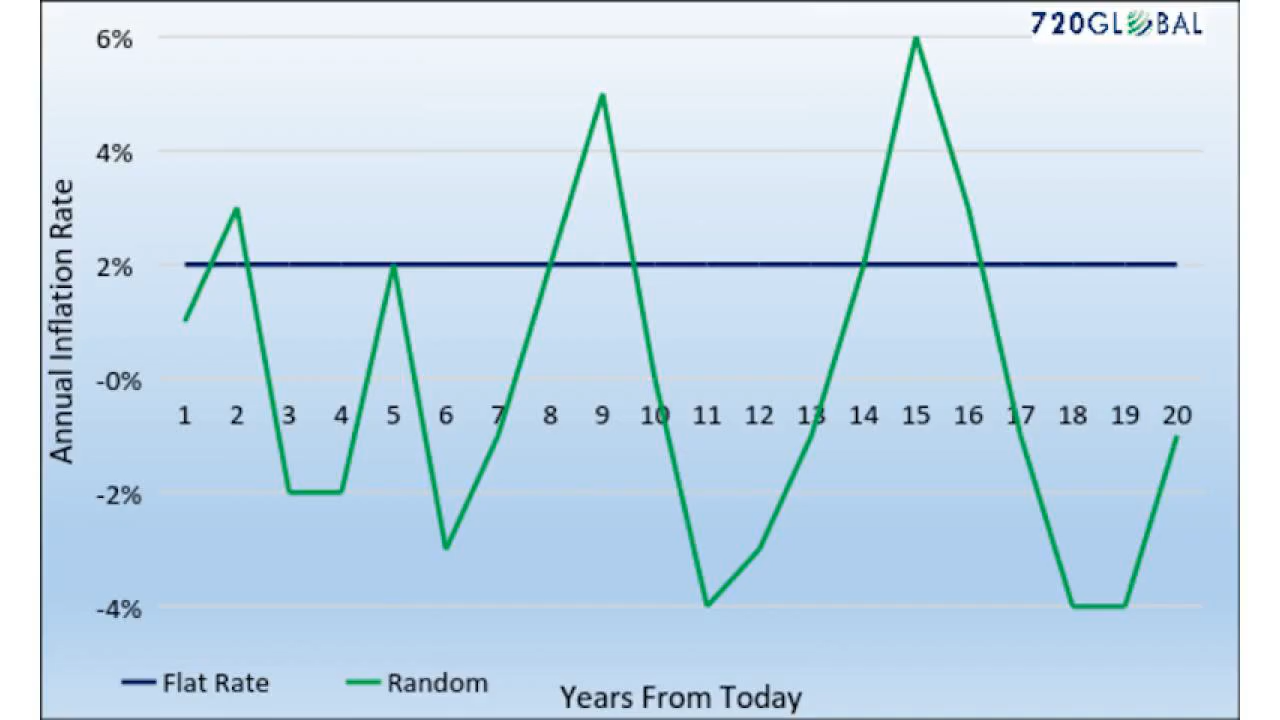 720GLOBAL
6%
4%
2%
-0%
-2%
-4%
Annual Inflation Rate
1 2 3 4 5 6 7 8 9 10 11 12 13 14 15 16 17 18 19 20
Flat Rate Random
Years From Today